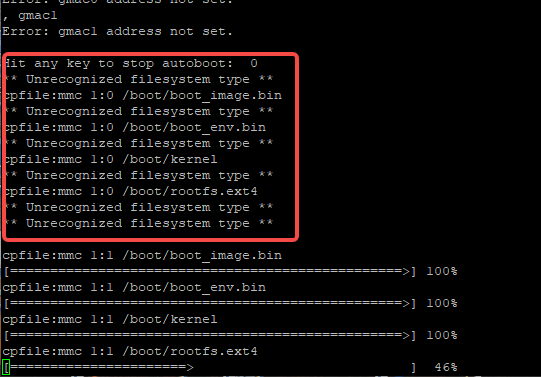 Error: gmac0 address not set.
, gmac1
Error: gmac1 address not set.
Hit any key to stop autoboot:  0
** Unrecognized filesystem type **
cpfile:mmc 1:0 /boot/boot_image.bin
** Unrecognized filesystem type **
cpfile:mmc 1:0 /boot/boot_env.bin
** Unrecognized filesystem type **
cpfile:mmc 1:0 /boot/kernel
** Unrecognized filesystem type **
cpfile:mmc 1:0 /boot/rootfs.ext4
** Unrecognized filesystem type **
** Unrecognized filesystem type **
cpfile:mmc 1:1 /boot/boot_image.bin
[=================================================>] 100%
cpfile:mmc 1:1 /boot/boot_env.bin
[=================================================>] 100%
cpfile:mmc 1:1 /boot/kernel
[=================================================>] 100%
cpfile:mmc 1:1 /boot/rootfs.ext4
[======================>                           ]  46%